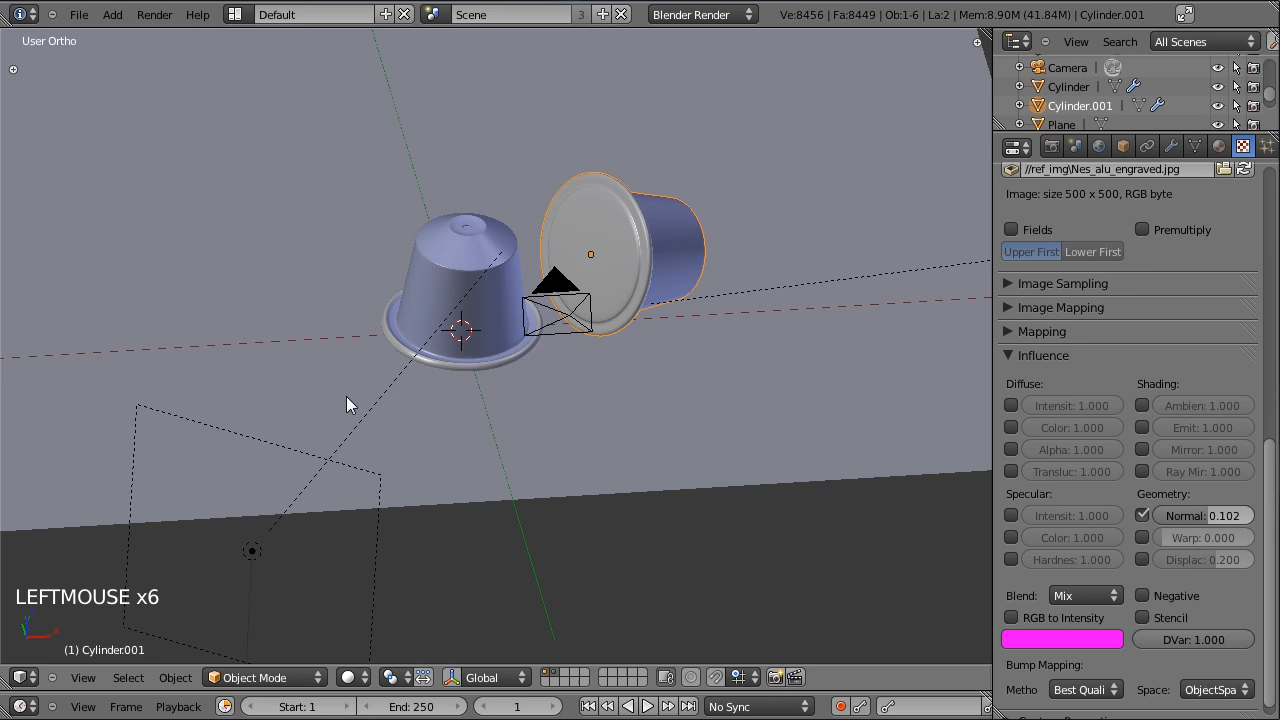 File Add Render Help Default Scene 3 Blender Render Ve:8456 | Fa:8449 | Ob:1-6 | La:2 | Mem:8.90M (41.84M) | Cylinder.001
User Ortho
View Search All Scenes
Camera
Cylinder
Cylinder.001
Plane
//ref_img\Nes_alu_engraved.jpg
Image: size 500 x 500, RGB byte
Fields Premultiply
Upper First Lower First
Image Sampling
Image Mapping
Mapping
Influence
Diffuse: Shading:
Intensit: 1.000 Ambien: 1.000
Color: 1.000 Emit: 1.000
Alpha: 1.000 Mirror: 1.000
Transluc: 1.000 Ray Mir: 1.000
Specular: Geometry:
Intensit: 1.000 Normal: 0.102
Color: 1.000 Warp: 0.000
Hardnes: 1.000 Displac: 0.200
Blend: Mix Negative
RGB to Intensity Stencil
DVar: 1.000
Bump Mapping:
Metho Best Quali Space: ObjectSpa
LEFTMOUSE x6
(1) Cylinder.001
View Select Object Object Mode Global
View Frame Playback Start: 1 End: 250 1 No Sync